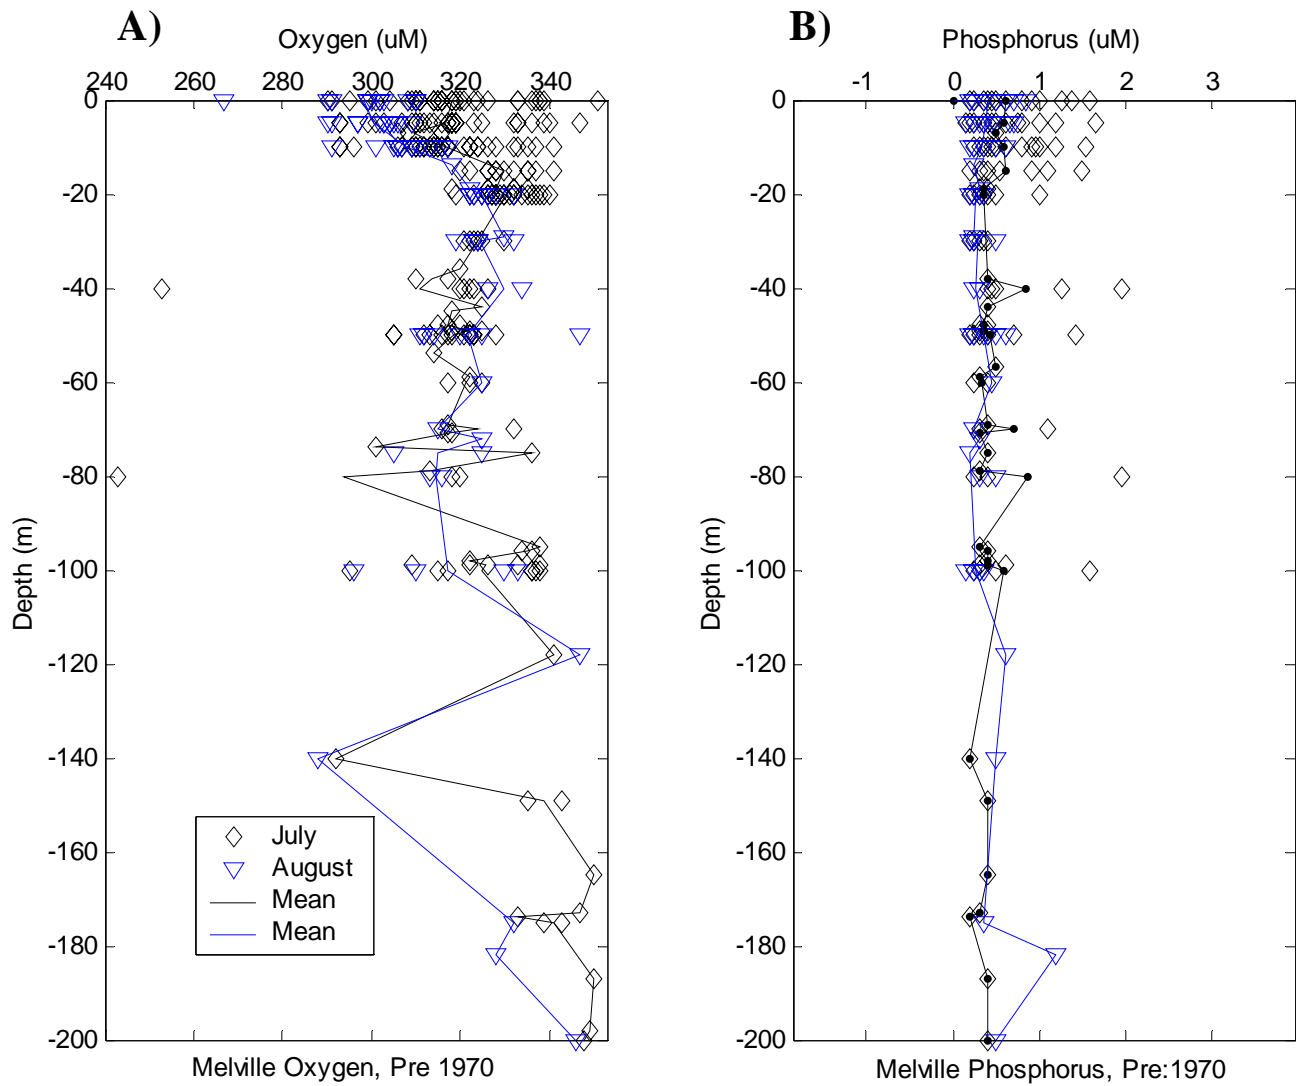 A)
Oxygen (uM)
240 260 280 300 320 340
0
-20
-40
-60
-80
-100
-120
-140
-160
-180
-200
Depth (m)
July
August
Mean
Mean
Melville Oxygen, Pre 1970
B)
Phosphorus (uM)
-1 0 1 2 3
0
-20
-40
-60
-80
-100
-120
-140
-160
-180
-200
Depth (m)
Melville Phosphorus, Pre:1970